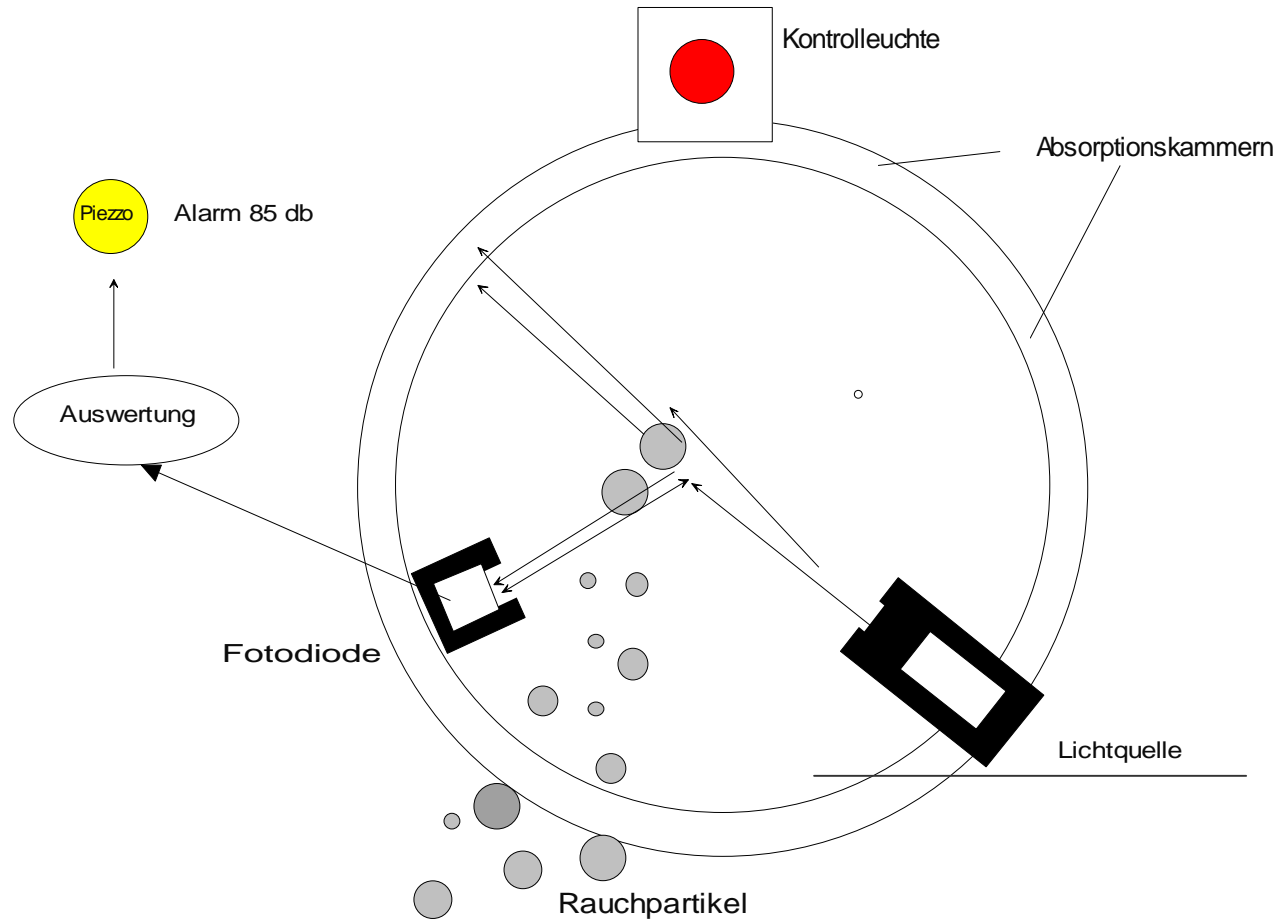 Kontrolleuchte
Absorptionskammern
Piezzo
Alarm 85 db
Auswertung
Fotodiode
Lichtquelle
Rauchpartikel